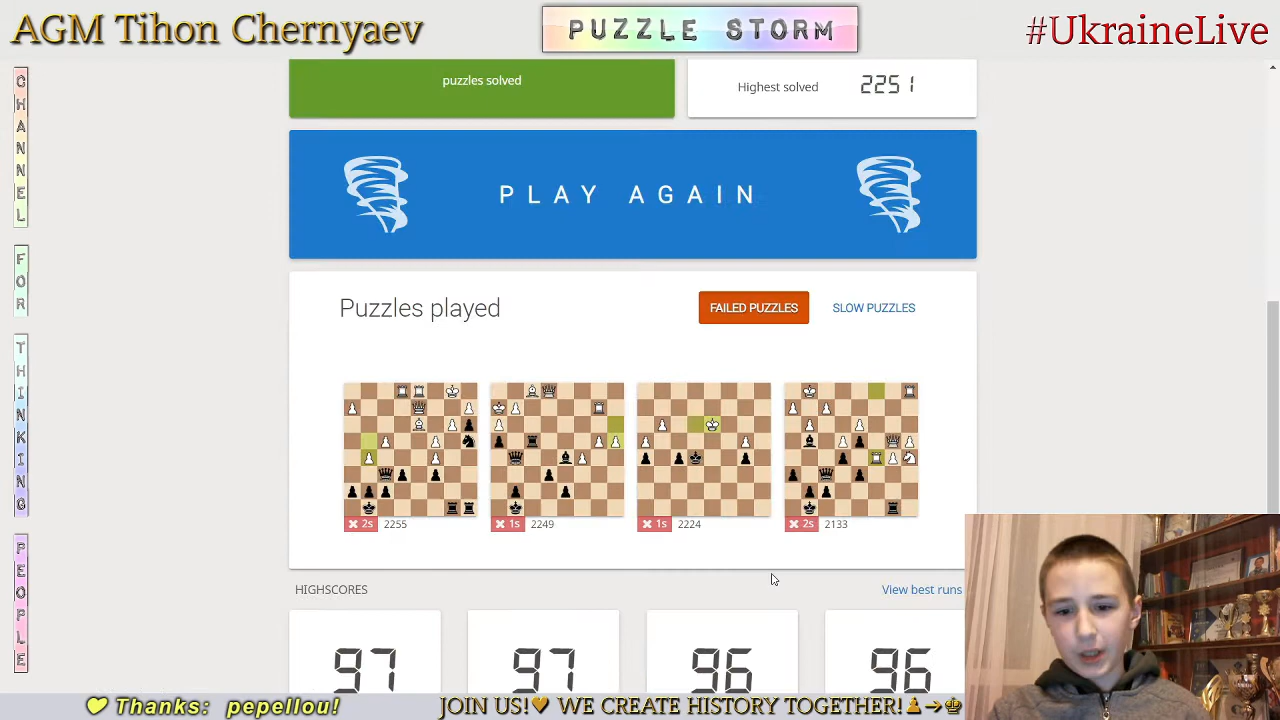 AGM Tihon Chernyaev
PUZZLE STORM
#UkraineLive
CHANNEL
FOR
THINKING
PEOPLE
puzzles solved
Highest solved 2251
PLAY AGAIN
Puzzles played
FAILED PUZZLES
SLOW PUZZLES
2s 2255
1s 2249
1s 2224
2s 2133
HIGHSCORES
View best runs
97
97
96
96
Thanks: pepellou!
JOIN US! WE CREATE HISTORY TOGETHER!